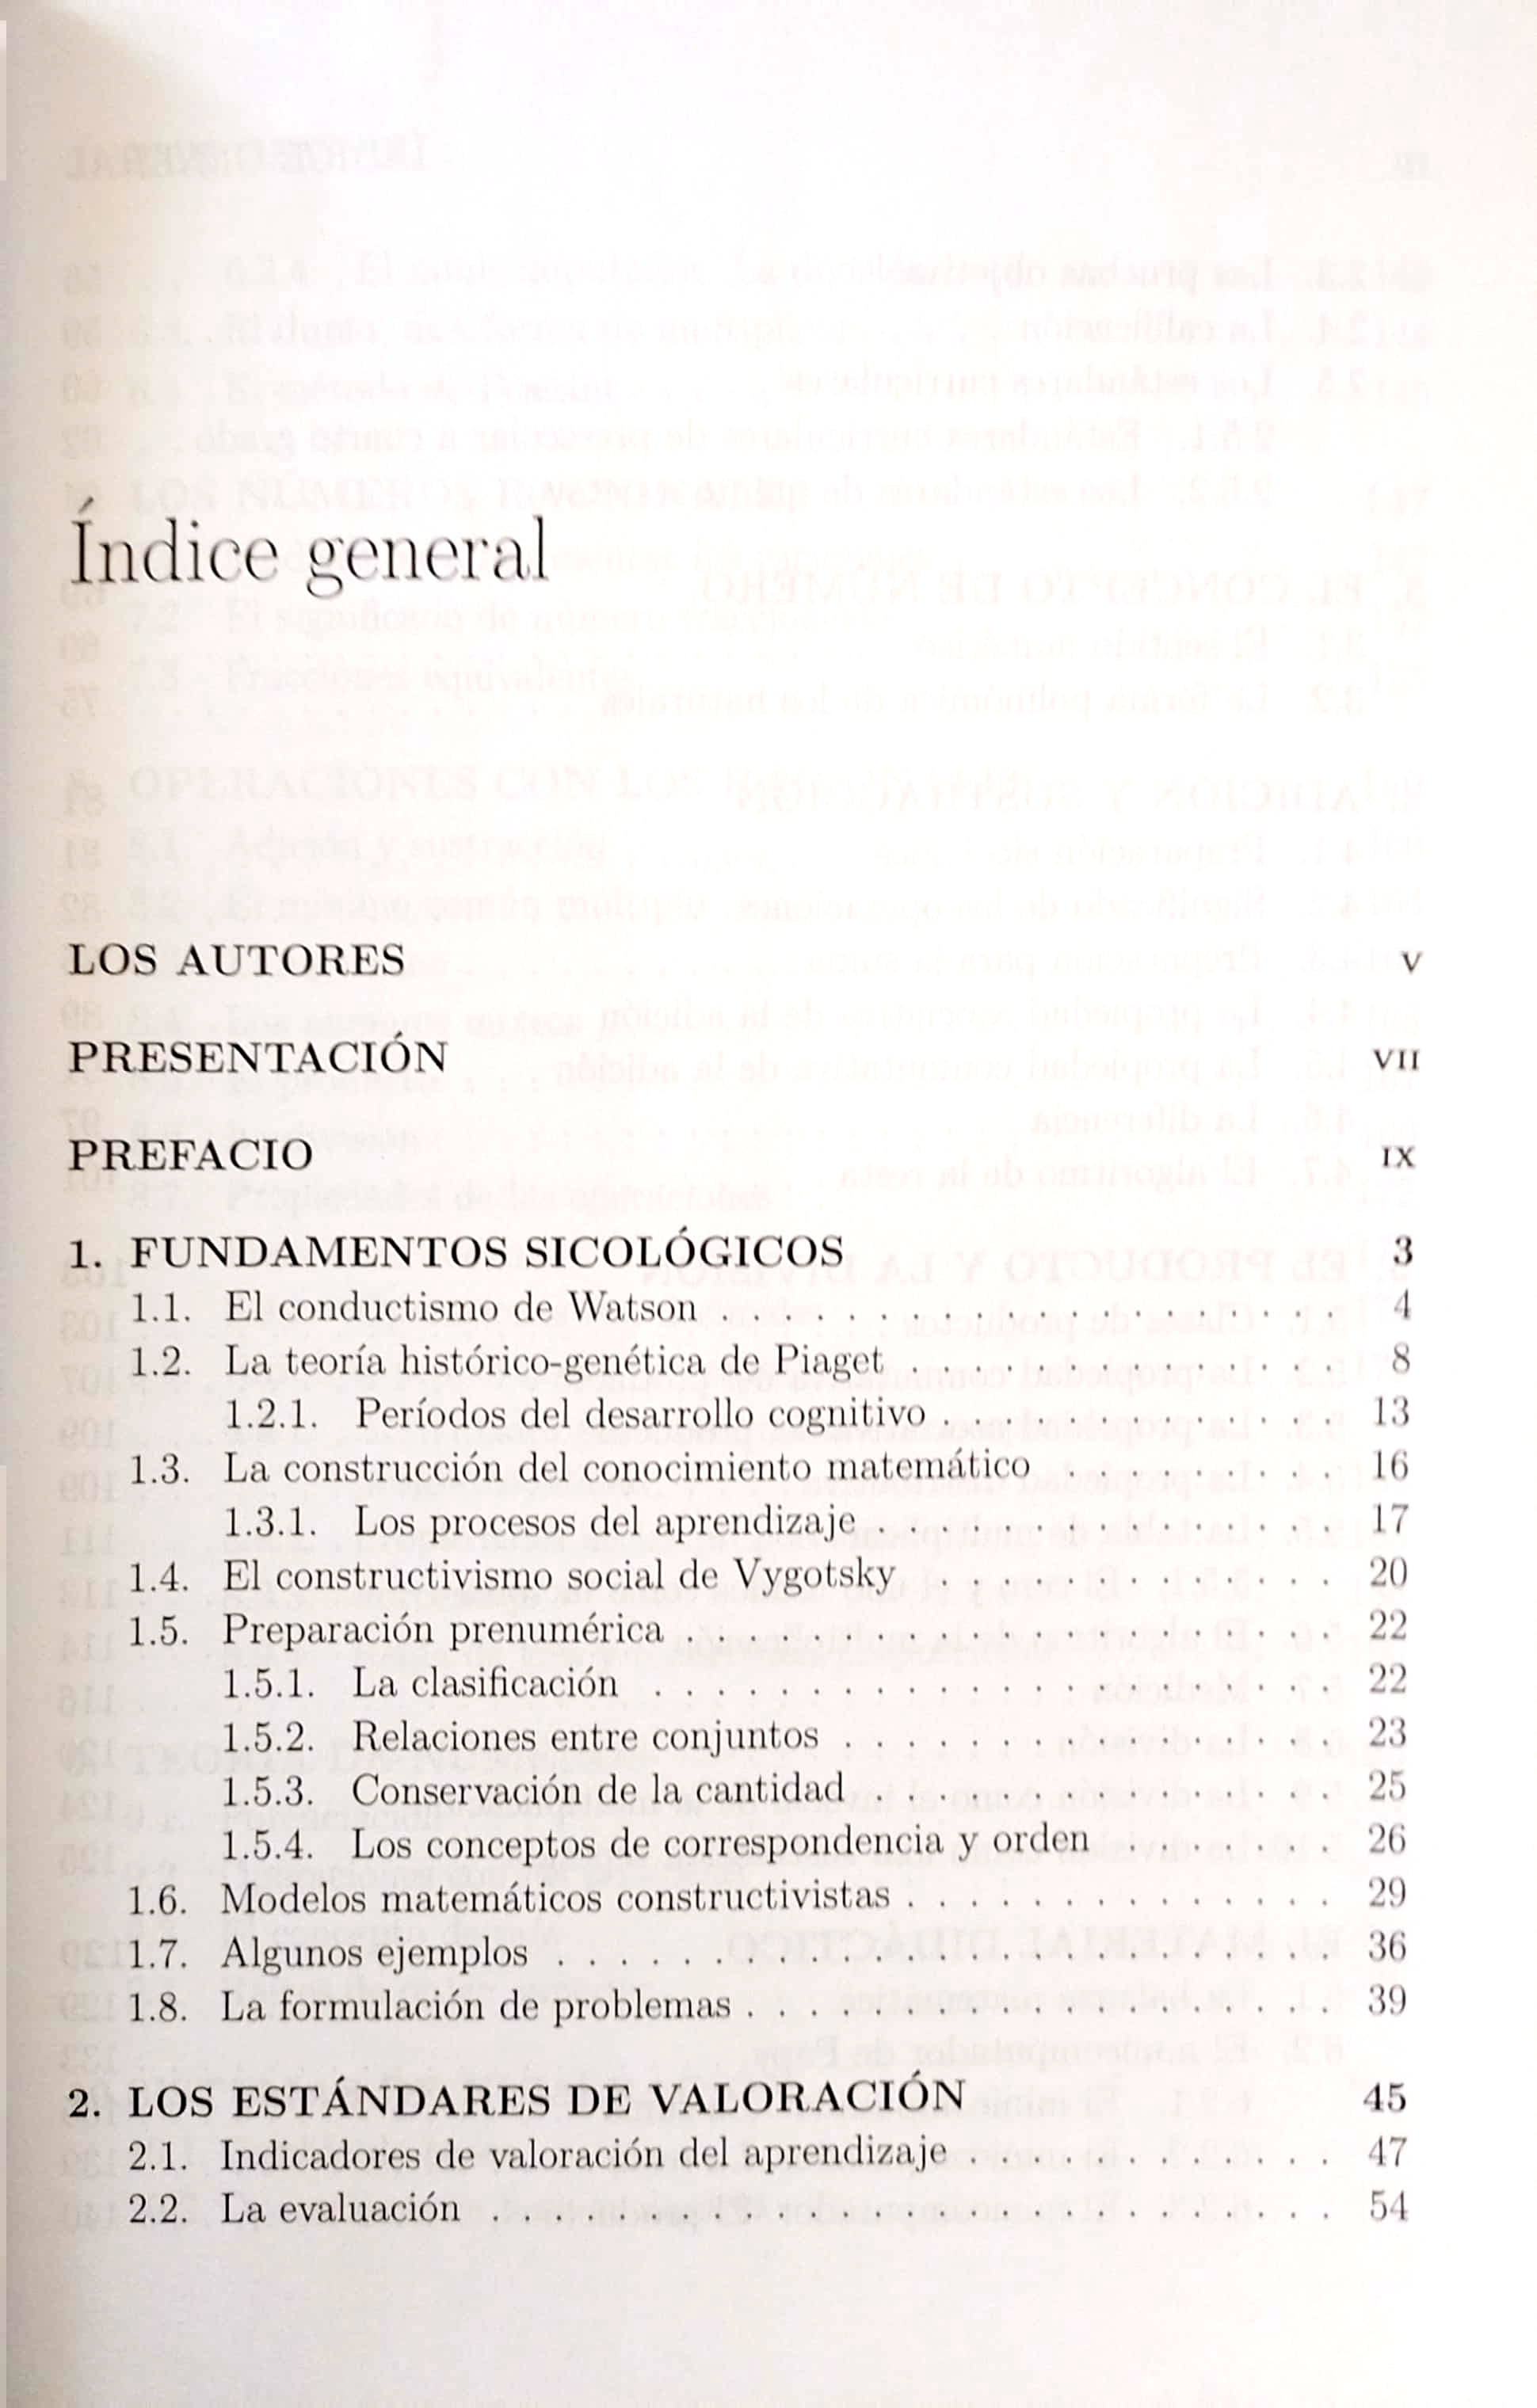 Índice general
LOS AUTORES V
PRESENTACIÓN VII
PREFACIO IX
1. FUNDAMENTOS SICOLÓGICOS 3
1.1. El conductismo de Watson . . . . . . . . . . . . . . . . . . . . 4
1.2. La teoría histórico-genética de Piaget . . . . . . . . . . . . . . 8
1.2.1. Períodos del desarrollo cognitivo . . . . . . . . . . . . . 13
1.3. La construcción del conocimiento matemático . . . . . . . . . 16
1.3.1. Los procesos del aprendizaje . . . . . . . . . . . . . . . 17
1.4. El constructivismo social de Vygotsky . . . . . . . . . . . . . 20
1.5. Preparación prenumérica . . . . . . . . . . . . . . . . . . . . . 22
1.5.1. La clasificación . . . . . . . . . . . . . . . . . . . . . . 22
1.5.2. Relaciones entre conjuntos . . . . . . . . . . . . . . . . 23
1.5.3. Conservación de la cantidad . . . . . . . . . . . . . . . 25
1.5.4. Los conceptos de correspondencia y orden . . . . . . . 26
1.6. Modelos matemáticos constructivistas . . . . . . . . . . . . . . 29
1.7. Algunos ejemplos . . . . . . . . . . . . . . . . . . . . . . . . . 36
1.8. La formulación de problemas . . . . . . . . . . . . . . . . . . . 39
2. LOS ESTÁNDARES DE VALORACIÓN 45
2.1. Indicadores de valoración del aprendizaje . . . . . . . . . . . . 47
2.2. La evaluación . . . . . . . . . . . . . . . . . . . . . . . . . . . 54